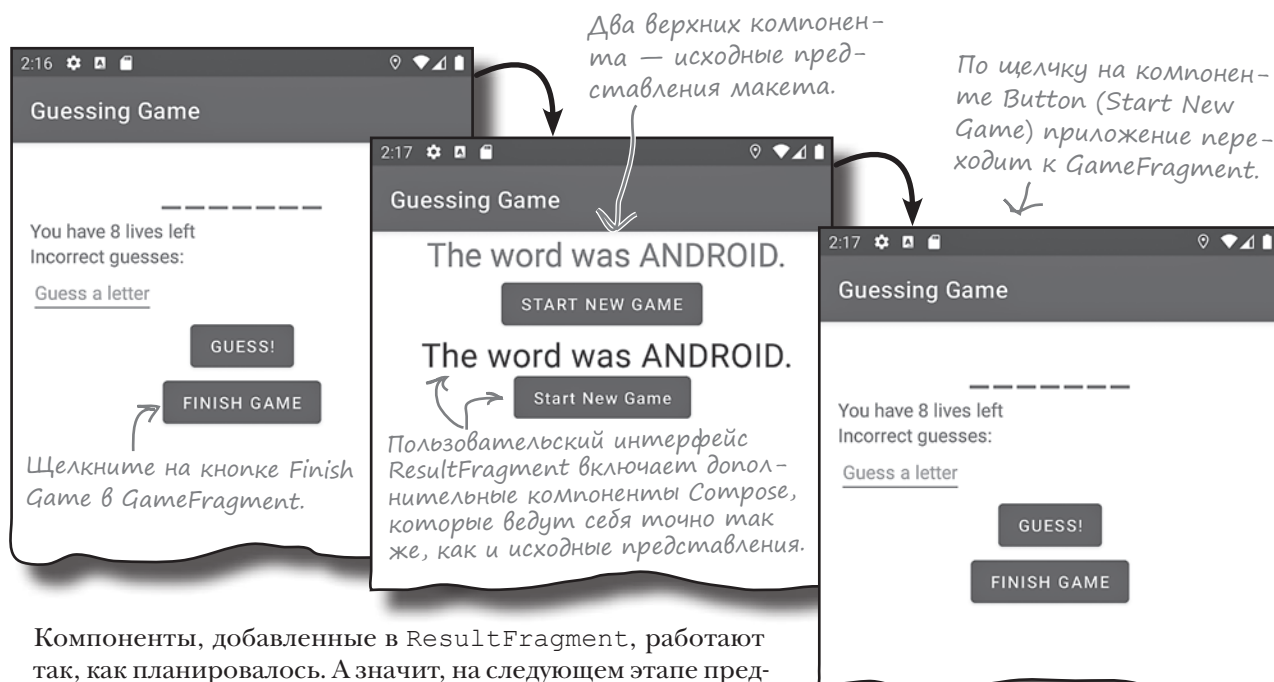 Два верхних компонен-
та — исходные пред-
ставления макета.
По щелчку на компонен-
те Button (Start New
Game) приложение пере-
ходит к GameFragment.
2:16
Guessing Game
You have 8 lives left
Incorrect guesses:
Guess a letter
GUESS!
FINISH GAME
Щелкните на кнопке Finish
Game в GameFragment.
2:17
Guessing Game
The word was ANDROID.
START NEW GAME
The word was ANDROID.
Start New Game
Пользовательский интерфейс
ResultFragment включает допол-
нительные компоненты Compose,
которые ведут себя точно так
же, как и исходные представления.
2:17
Guessing Game
You have 8 lives left
Incorrect guesses:
Guess a letter
GUESS!
FINISH GAME
Компоненты, добавленные в ResultFragment, работают
так, как планировалось. А значит, на следующем этапе пред-